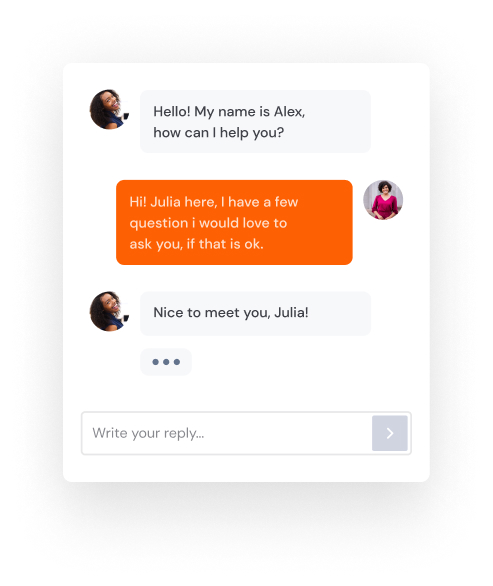 Hello! My name is Alex,
how can I help you?
Hi! Julia here, I have a few
question i would love to
ask you, if that is ok.
Nice to meet you, Julia!
Write your reply...